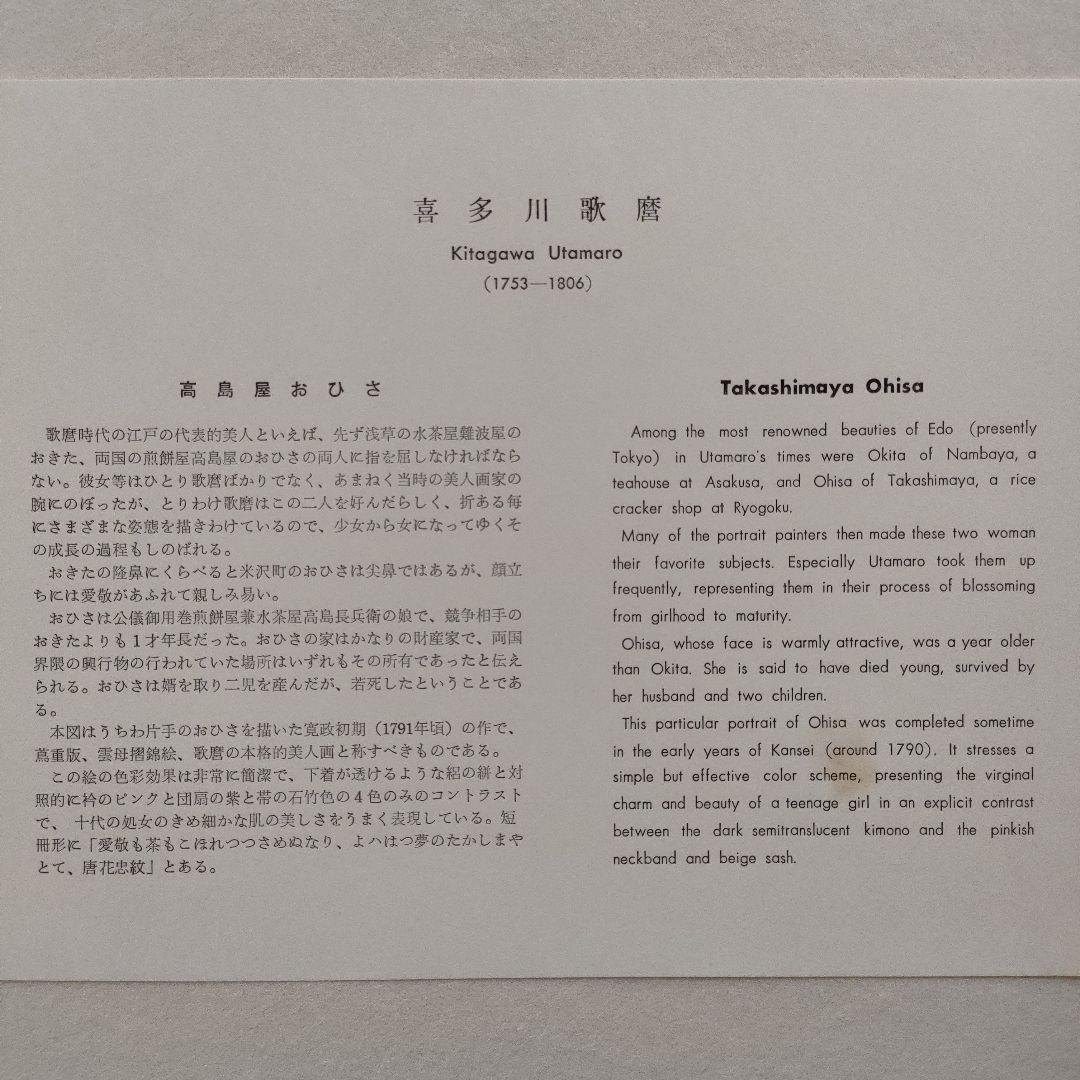 喜多川歌麿
Kitagawa Utamaro
(1753—1806)
高島屋おひさ
歌麿時代の江戸の代表的美人といえば、先ず浅草の水茶屋難波屋の
おきた、両国の煎餅屋高島屋のおひさの両人に指を屈しなければなら
ない。彼女等はひとり歌麿ばかりでなく、あまねく当時の美人画家の
腕にのぼったが、とりわけ歌麿はこの二人を好んだらしく、折ある毎
にさまざまな姿態を描きわけているので、少女から女になってゆくそ
の成長の過程もしのばれる。
おきたの隆鼻にくらべると米沢町のおひさは尖鼻ではあるが、顔立
ちには愛敬があふれて親しみ易い。
おひさは公儀御用巻煎餅屋兼水茶屋高島長兵衛の娘で、競争相手の
おきたよりも1才年長だった。おひさの家はかなりの財産家で、両国
界隈の興行物の行われていた場所はいずれもその所有であったと伝え
られる。おひさは婿を取り二児を産んだが、若死したということであ
る。
本図はうちわ片手のおひさを描いた寛政初期(1791年頃)の作で、
蔦重版、雲母摺錦絵、歌麿の本格的美人画と称すべきものである。
この絵の色彩効果は非常に簡潔で、下着が透けるような絽の絣と対
照的に衿のピンクと団扇の紫と帯の石竹色の4色のみのコントラスト
で、十代の処女のきめ細かな肌の美しさをうまく表現している。短
冊形に「愛敬も茶もこほれつつさめぬなり、よハはつ夢のたかしまや
とて、唐花忠紋」とある。
Takashimaya Ohisa
Among the most renowned beauties of Edo (presently
Tokyo) in Utamaro's times were Okita of Nambaya, a
teahouse at Asakusa, and Ohisa of Takashimaya, a rice
cracker shop at Ryogoku.
Many of the portrait painters then made these two woman
their favorite subjects. Especially Utamaro took them up
frequently, representing them in their process of blossoming
from girlhood to maturity.
Ohisa, whose face is warmly attractive, was a year older
than Okita. She is said to have died young, survived by
her husband and two children.
This particular portrait of Ohisa was completed sometime
in the early years of Kansei (around 1790). It stresses a
simple but effective color scheme, presenting the virginal
charm and beauty of a teenage girl in an explicit contrast
between the dark semitranslucent kimono and the pinkish
neckband and beige sash.